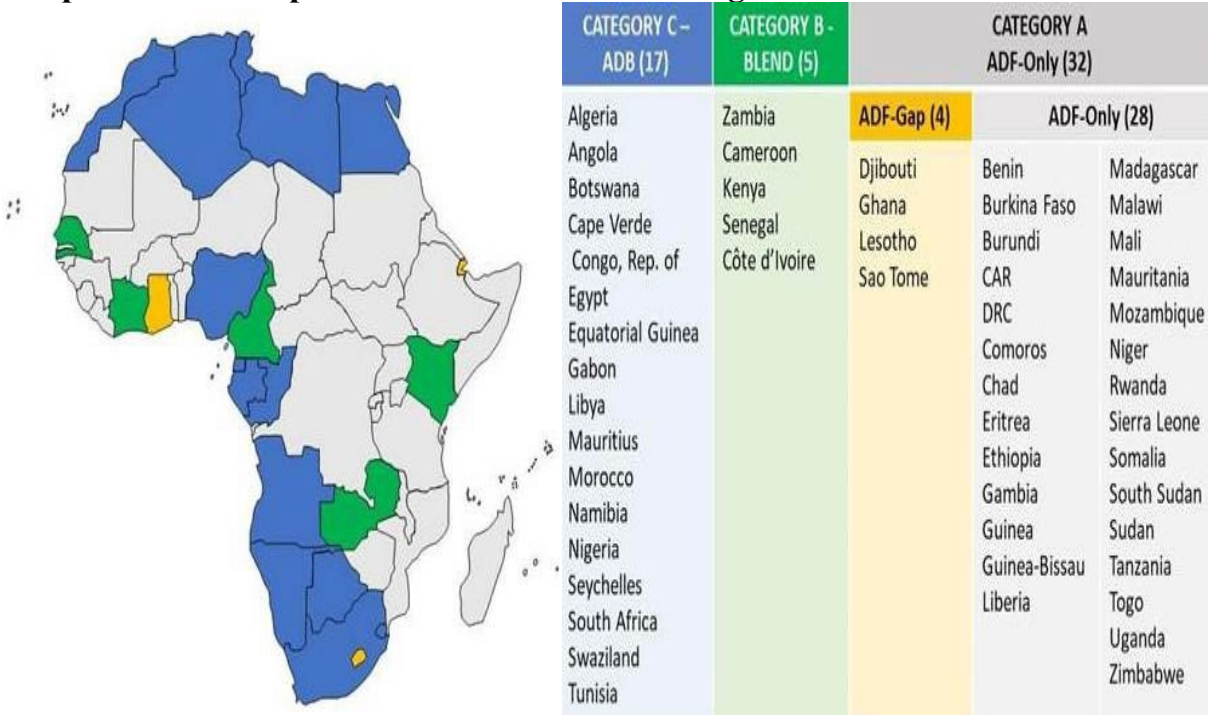 CATEGORY C –
ADB (17)
CATEGORY B -
BLEND (5)
CATEGORY A
ADF-Only (32)
Algeria
Angola
Botswana
Cape Verde
Congo, Rep. of
Egypt
Equatorial Guinea
Gabon
Libya
Mauritius
Morocco
Namibia
Nigeria
Seychelles
South Africa
Swaziland
Tunisia
Zambia
Cameroon
Kenya
Senegal
Côte d'Ivoire
ADF-Gap (4)
Djibouti
Ghana
Lesotho
Sao Tome
ADF-Only (28)
Benin
Burkina Faso
Burundi
CAR
DRC
Comoros
Chad
Eritrea
Ethiopia
Gambia
Guinea
Guinea-Bissau
Liberia
Madagascar
Malawi
Mali
Mauritania
Mozambique
Niger
Rwanda
Sierra Leone
Somalia
South Sudan
Sudan
Tanzania
Togo
Uganda
Zimbabwe